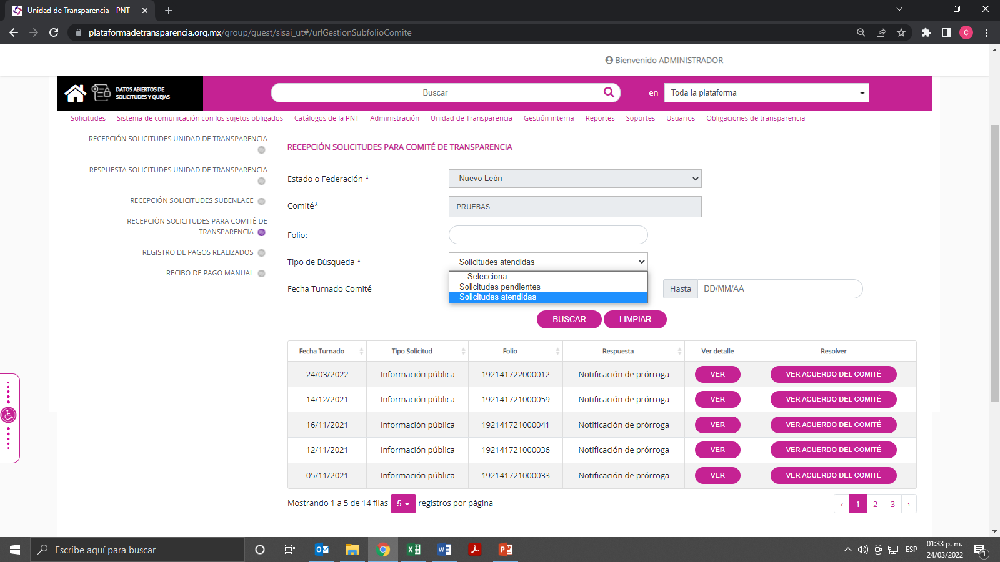 Unidad de Transparencia - PNT
plataformadetransparencia.org.mx/group/guest/sisai_ut#/urlGestionSubfolioComite
C
Bienvenido ADMINISTRADOR
DATOS ABIERTOS DE
SOLICITUDES Y QUEJAS
Buscar
en
Toda la plataforma
Solicitudes Sistema de comunicación con los sujetos obligados Catálogos de la PNT Administración Unidad de Transparencia Gestión interna Reportes Soportes Usuarios Obligaciones de transparencia
RECEPCIÓN SOLICITUDES UNIDAD DE TRANSPARENCIA
RESPUESTA SOLICITUDES UNIDAD DE TRANSPARENCIA
RECEPCIÓN SOLICITUDES SUBENLACE
RECEPCIÓN SOLICITUDES PARA COMITÉ DE
TRANSPARENCIA
REGISTRO DE PAGOS REALIZADOS
RECIBO DE PAGO MANUAL
RECEPCIÓN SOLICITUDES PARA COMITÉ DE TRANSPARENCIA
Estado o Federación * Nuevo León
Comité* PRUEBAS
Folio:
Tipo de Búsqueda * Solicitudes atendidas
---Selecciona---
Solicitudes pendientes
Solicitudes atendidas
Fecha Turnado Comité Hasta DD/MM/AA
BUSCAR LIMPIAR
Fecha Turnado Tipo Solicitud Folio Respuesta Ver detalle Resolver
24/03/2022 Información pública 192141722000012 Notificación de prórroga VER VER ACUERDO DEL COMITÉ
14/12/2021 Información pública 192141721000059 Notificación de prórroga VER VER ACUERDO DEL COMITÉ
16/11/2021 Información pública 192141721000041 Notificación de prórroga VER VER ACUERDO DEL COMITÉ
12/11/2021 Información pública 192141721000036 Notificación de prórroga VER VER ACUERDO DEL COMITÉ
05/11/2021 Información pública 192141721000033 Notificación de prórroga VER VER ACUERDO DEL COMITÉ
Mostrando 1 a 5 de 14 filas 5 registros por página ‹ 1 2 3 ›
Escribe aquí para buscar
ESP
01:33 p. m.
24/03/2022
1